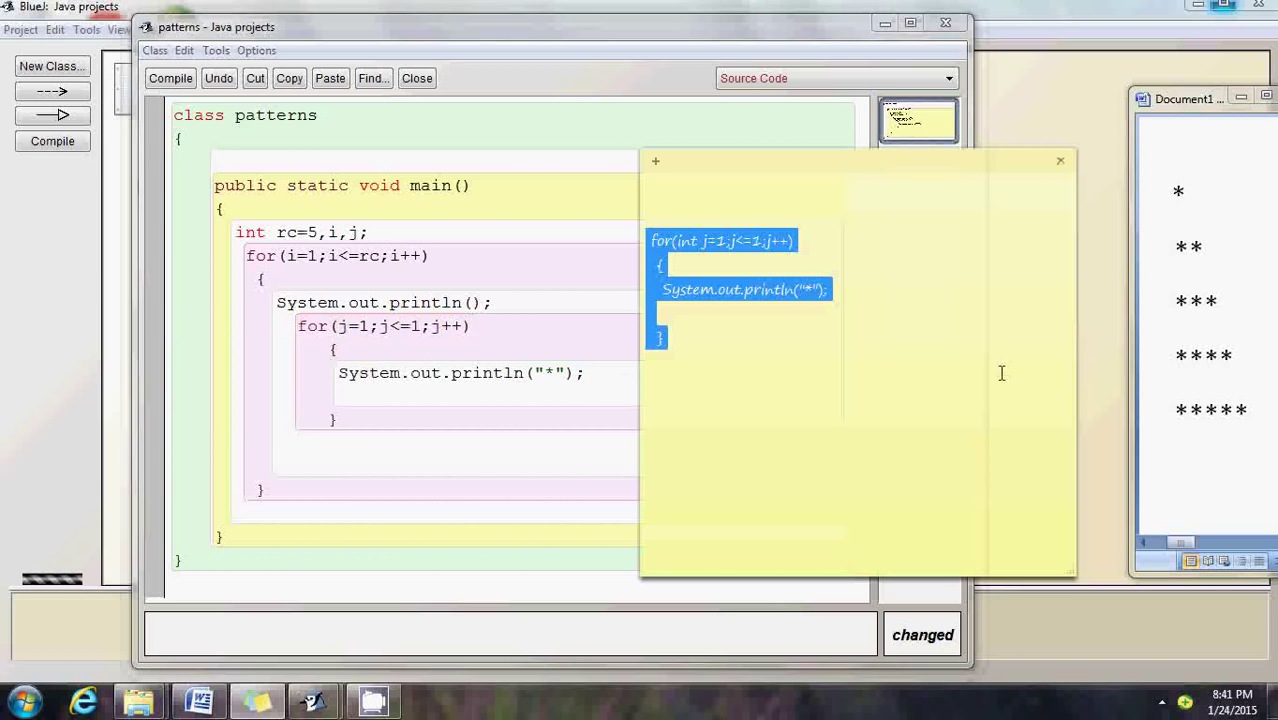 BlueJ: Java projects
Project Edit Tools View
New Class...
Compile
patterns - Java projects
Class Edit Tools Options
Compile Undo Cut Copy Paste Find... Close
Source Code
class patterns
{
public static void main()
{
int rc=5,i,j;
for(i=1;i<=rc;i++)
{
System.out.println();
for(j=1;j<=1;j++)
{
System.out.println("*");
}
}
}
}
changed
+
for(int j=1;j<=1;j++)
{
System.out.println("*");
}
Document1 ...
*
**
***
****
*****
8:41 PM
1/24/2015